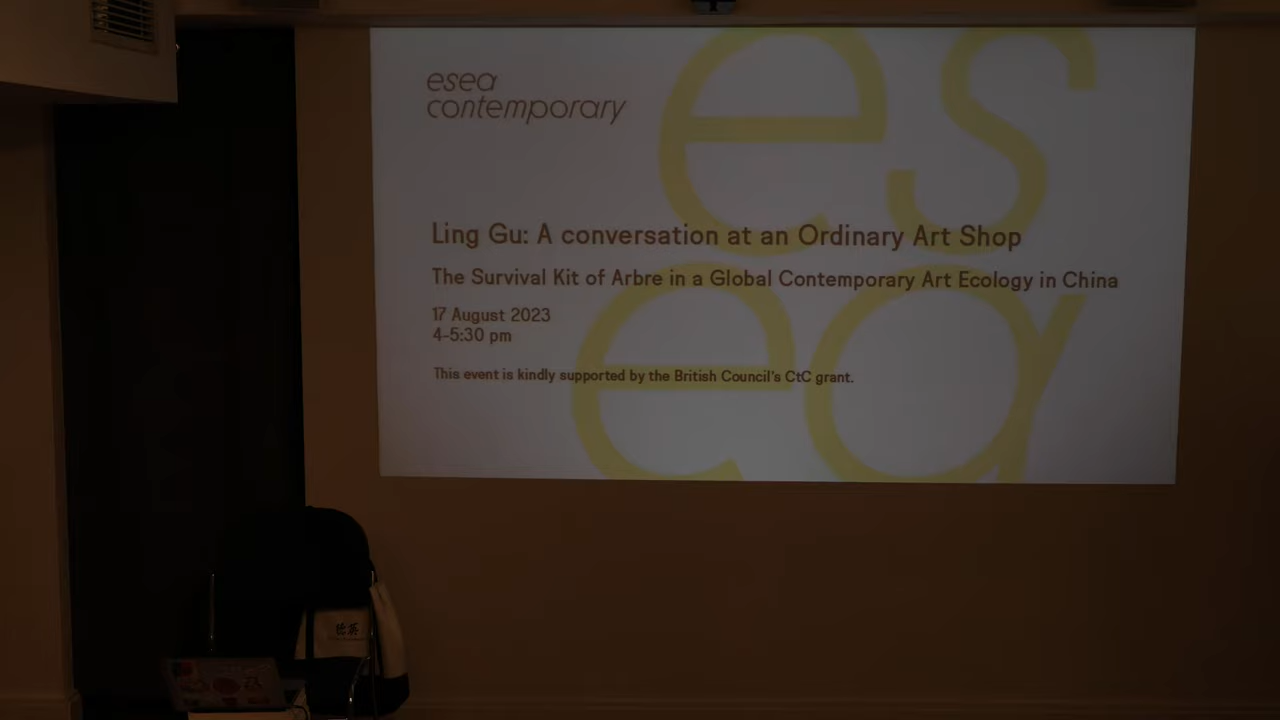 esea
contemporary
es
ea
Ling Gu: A conversation at an Ordinary Art Shop
The Survival Kit of Arbre in a Global Contemporary Art Ecology in China
17 August 2023
4-5:30 pm
This event is kindly supported by the British Council's CtC grant.